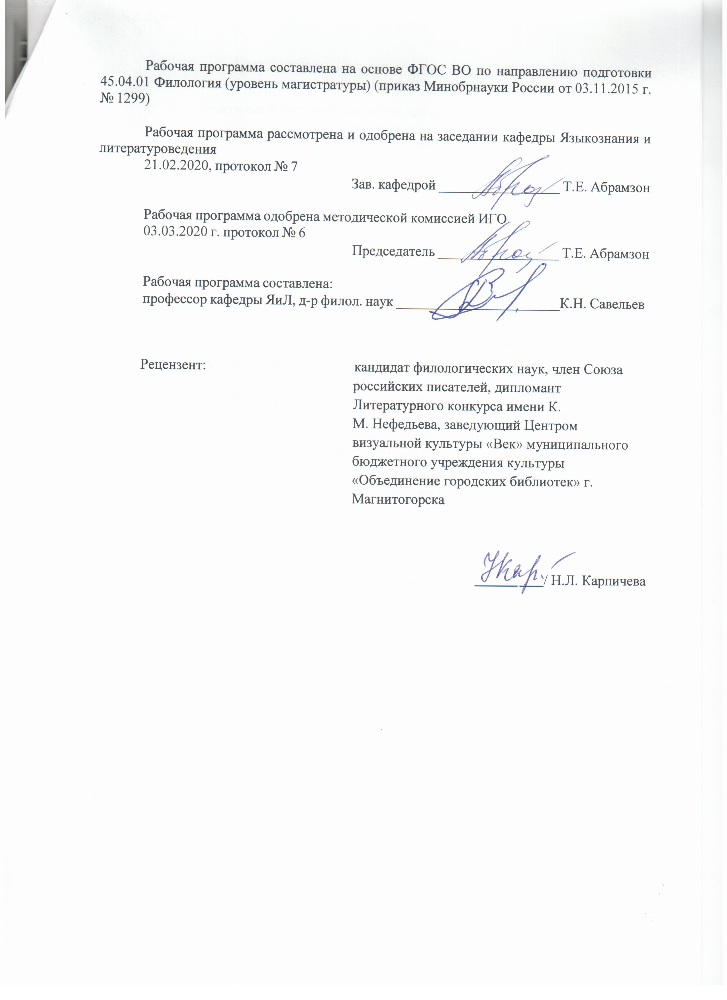 Рабочая программа составлена на основе ФГОС ВО по направлению подготовки
45.04.01 Филология (уровень магистратуры) (приказ Минобрнауки России от 03.11.2015 г.
№ 1299)
Рабочая программа рассмотрена и одобрена на заседании кафедры Языкознания и
литературоведения
21.02.2020, протокол № 7
Зав. кафедрой ________________ Т.Е. Абрамзон
Рабочая программа одобрена методической комиссией ИГО
03.03.2020 г. протокол № 6
Председатель ________________ Т.Е. Абрамзон
Рабочая программа составлена:
профессор кафедры ЯиЛ, д-р филол. наук ______________________К.Н. Савельев
Рецензент:
кандидат филологических наук, член Союза
российских писателей, дипломант
Литературного конкурса имени К.
М. Нефедьева, заведующий Центром
визуальной культуры «Век» муниципального
бюджетного учреждения культуры
«Объединение городских библиотек» г.
Магнитогорска
_________/ Н.Л. Карпичева